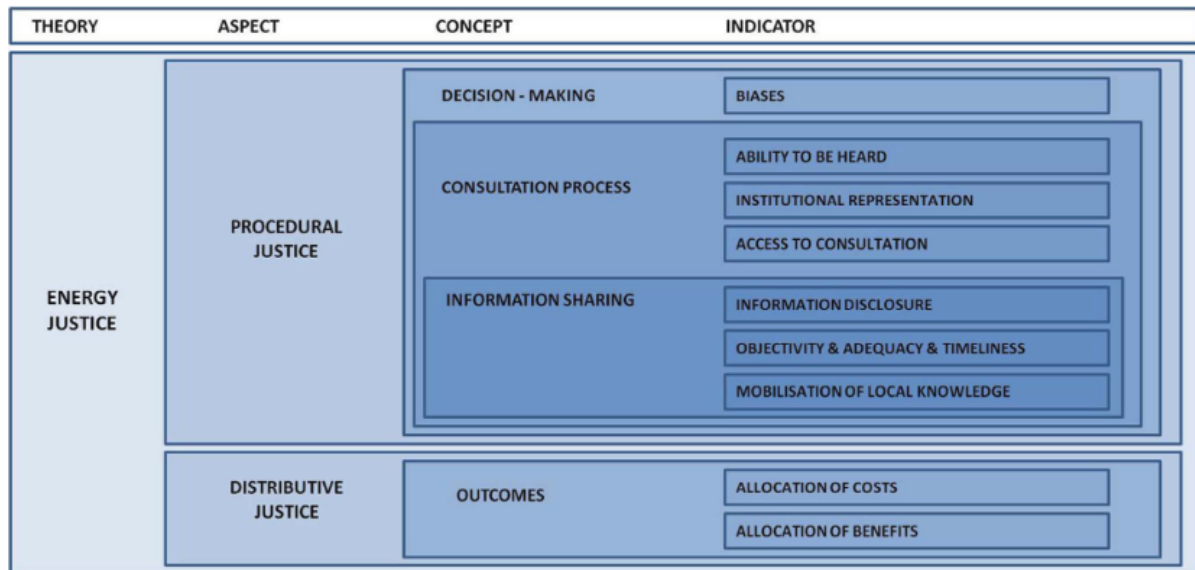 THEORY ASPECT CONCEPT INDICATOR
DECISION - MAKING BIASES
ABILITY TO BE HEARD
CONSULTATION PROCESS
INSTITUTIONAL REPRESENTATION
PROCEDURAL
JUSTICE
ACCESS TO CONSULTATION
ENERGY
JUSTICE
INFORMATION SHARING INFORMATION DISCLOSURE
OBJECTIVITY & ADEQUACY & TIMELINESS
MOBILISATION OF LOCAL KNOWLEDGE
DISTRIBUTIVE
JUSTICE
OUTCOMES
ALLOCATION OF COSTS
ALLOCATION OF BENEFITS